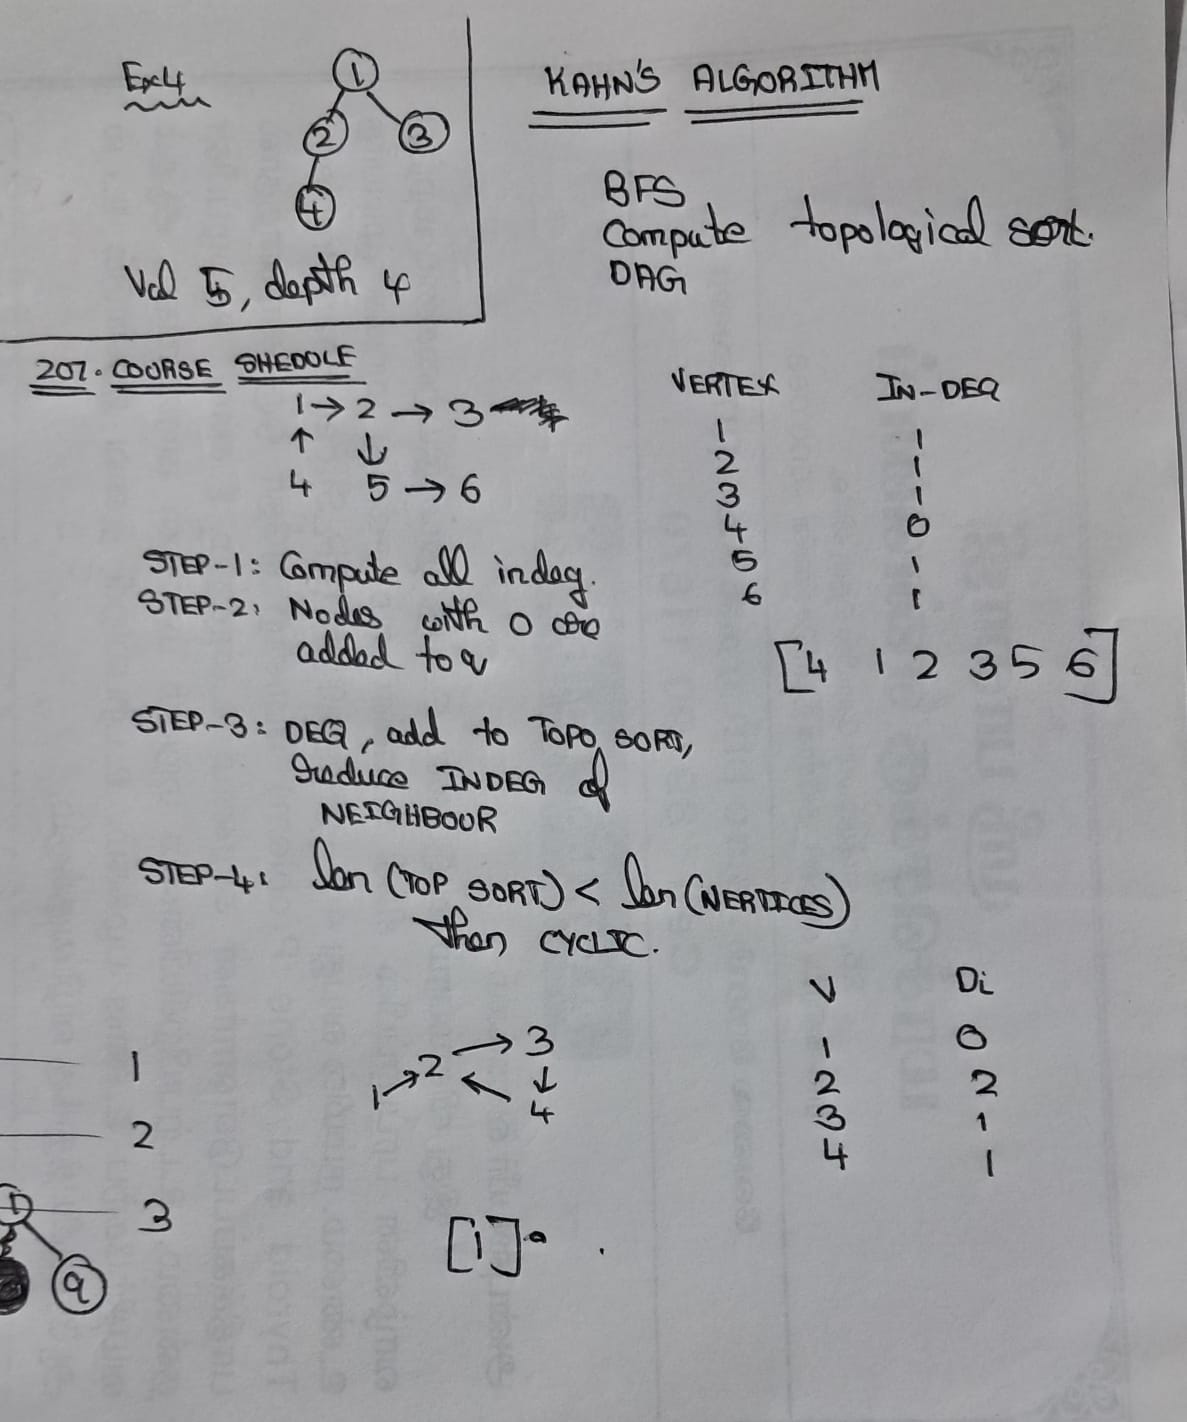 Ex4
1
2 3
4
Val 5, depth 4
KAHN'S ALGORITHM
BFS
Compute topological sort.
DAG
207. COURSE SHEDULE
1 → 2 → 3
↑ ↓
4 5 → 6
VERTEX IN-DEG
1 1
2 1
3 1
4 0
5 1
6 1
[4 1 2 3 5 6]
STEP-1: Compute all indeg.
STEP-2: Nodes with 0 are
added to q
STEP-3: DEQ, add to TOPO SORT,
reduce INDEG of
NEIGHBOUR
STEP-4: len (TOP SORT) < len (VERTICES)
then CYCLIC.
V Di
1 0
2 2
3 1
4 1
1 → 2 → 3
← ↓
4
[1].
1
2
3
1
9